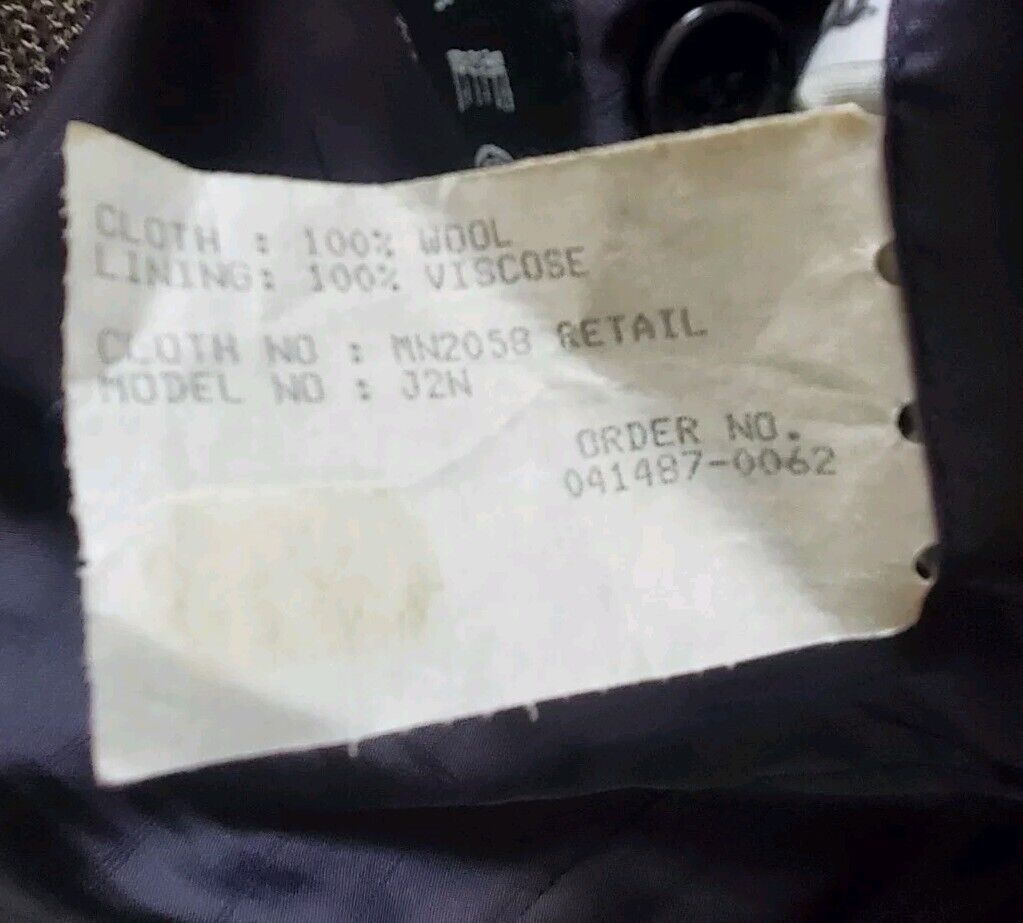 CLOTH : 100% WOOL
LINING: 100% VISCOSE
CLOTH NO : MN2058 RETAIL
MODEL NO : J2N
ORDER NO.
041487-0062